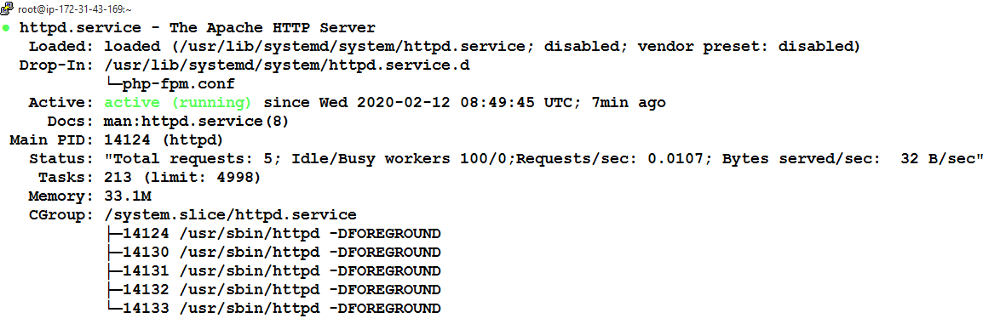 root@ip-172-31-43-169:~
● httpd.service - The Apache HTTP Server
   Loaded: loaded (/usr/lib/systemd/system/httpd.service; disabled; vendor preset: disabled)
  Drop-In: /usr/lib/systemd/system/httpd.service.d
           └─php-fpm.conf
   Active: active (running) since Wed 2020-02-12 08:49:45 UTC; 7min ago
     Docs: man:httpd.service(8)
 Main PID: 14124 (httpd)
   Status: "Total requests: 5; Idle/Busy workers 100/0;Requests/sec: 0.0107; Bytes served/sec:  32 B/sec"
    Tasks: 213 (limit: 4998)
   Memory: 33.1M
   CGroup: /system.slice/httpd.service
           ├─14124 /usr/sbin/httpd -DFOREGROUND
           ├─14130 /usr/sbin/httpd -DFOREGROUND
           ├─14131 /usr/sbin/httpd -DFOREGROUND
           ├─14132 /usr/sbin/httpd -DFOREGROUND
           └─14133 /usr/sbin/httpd -DFOREGROUND